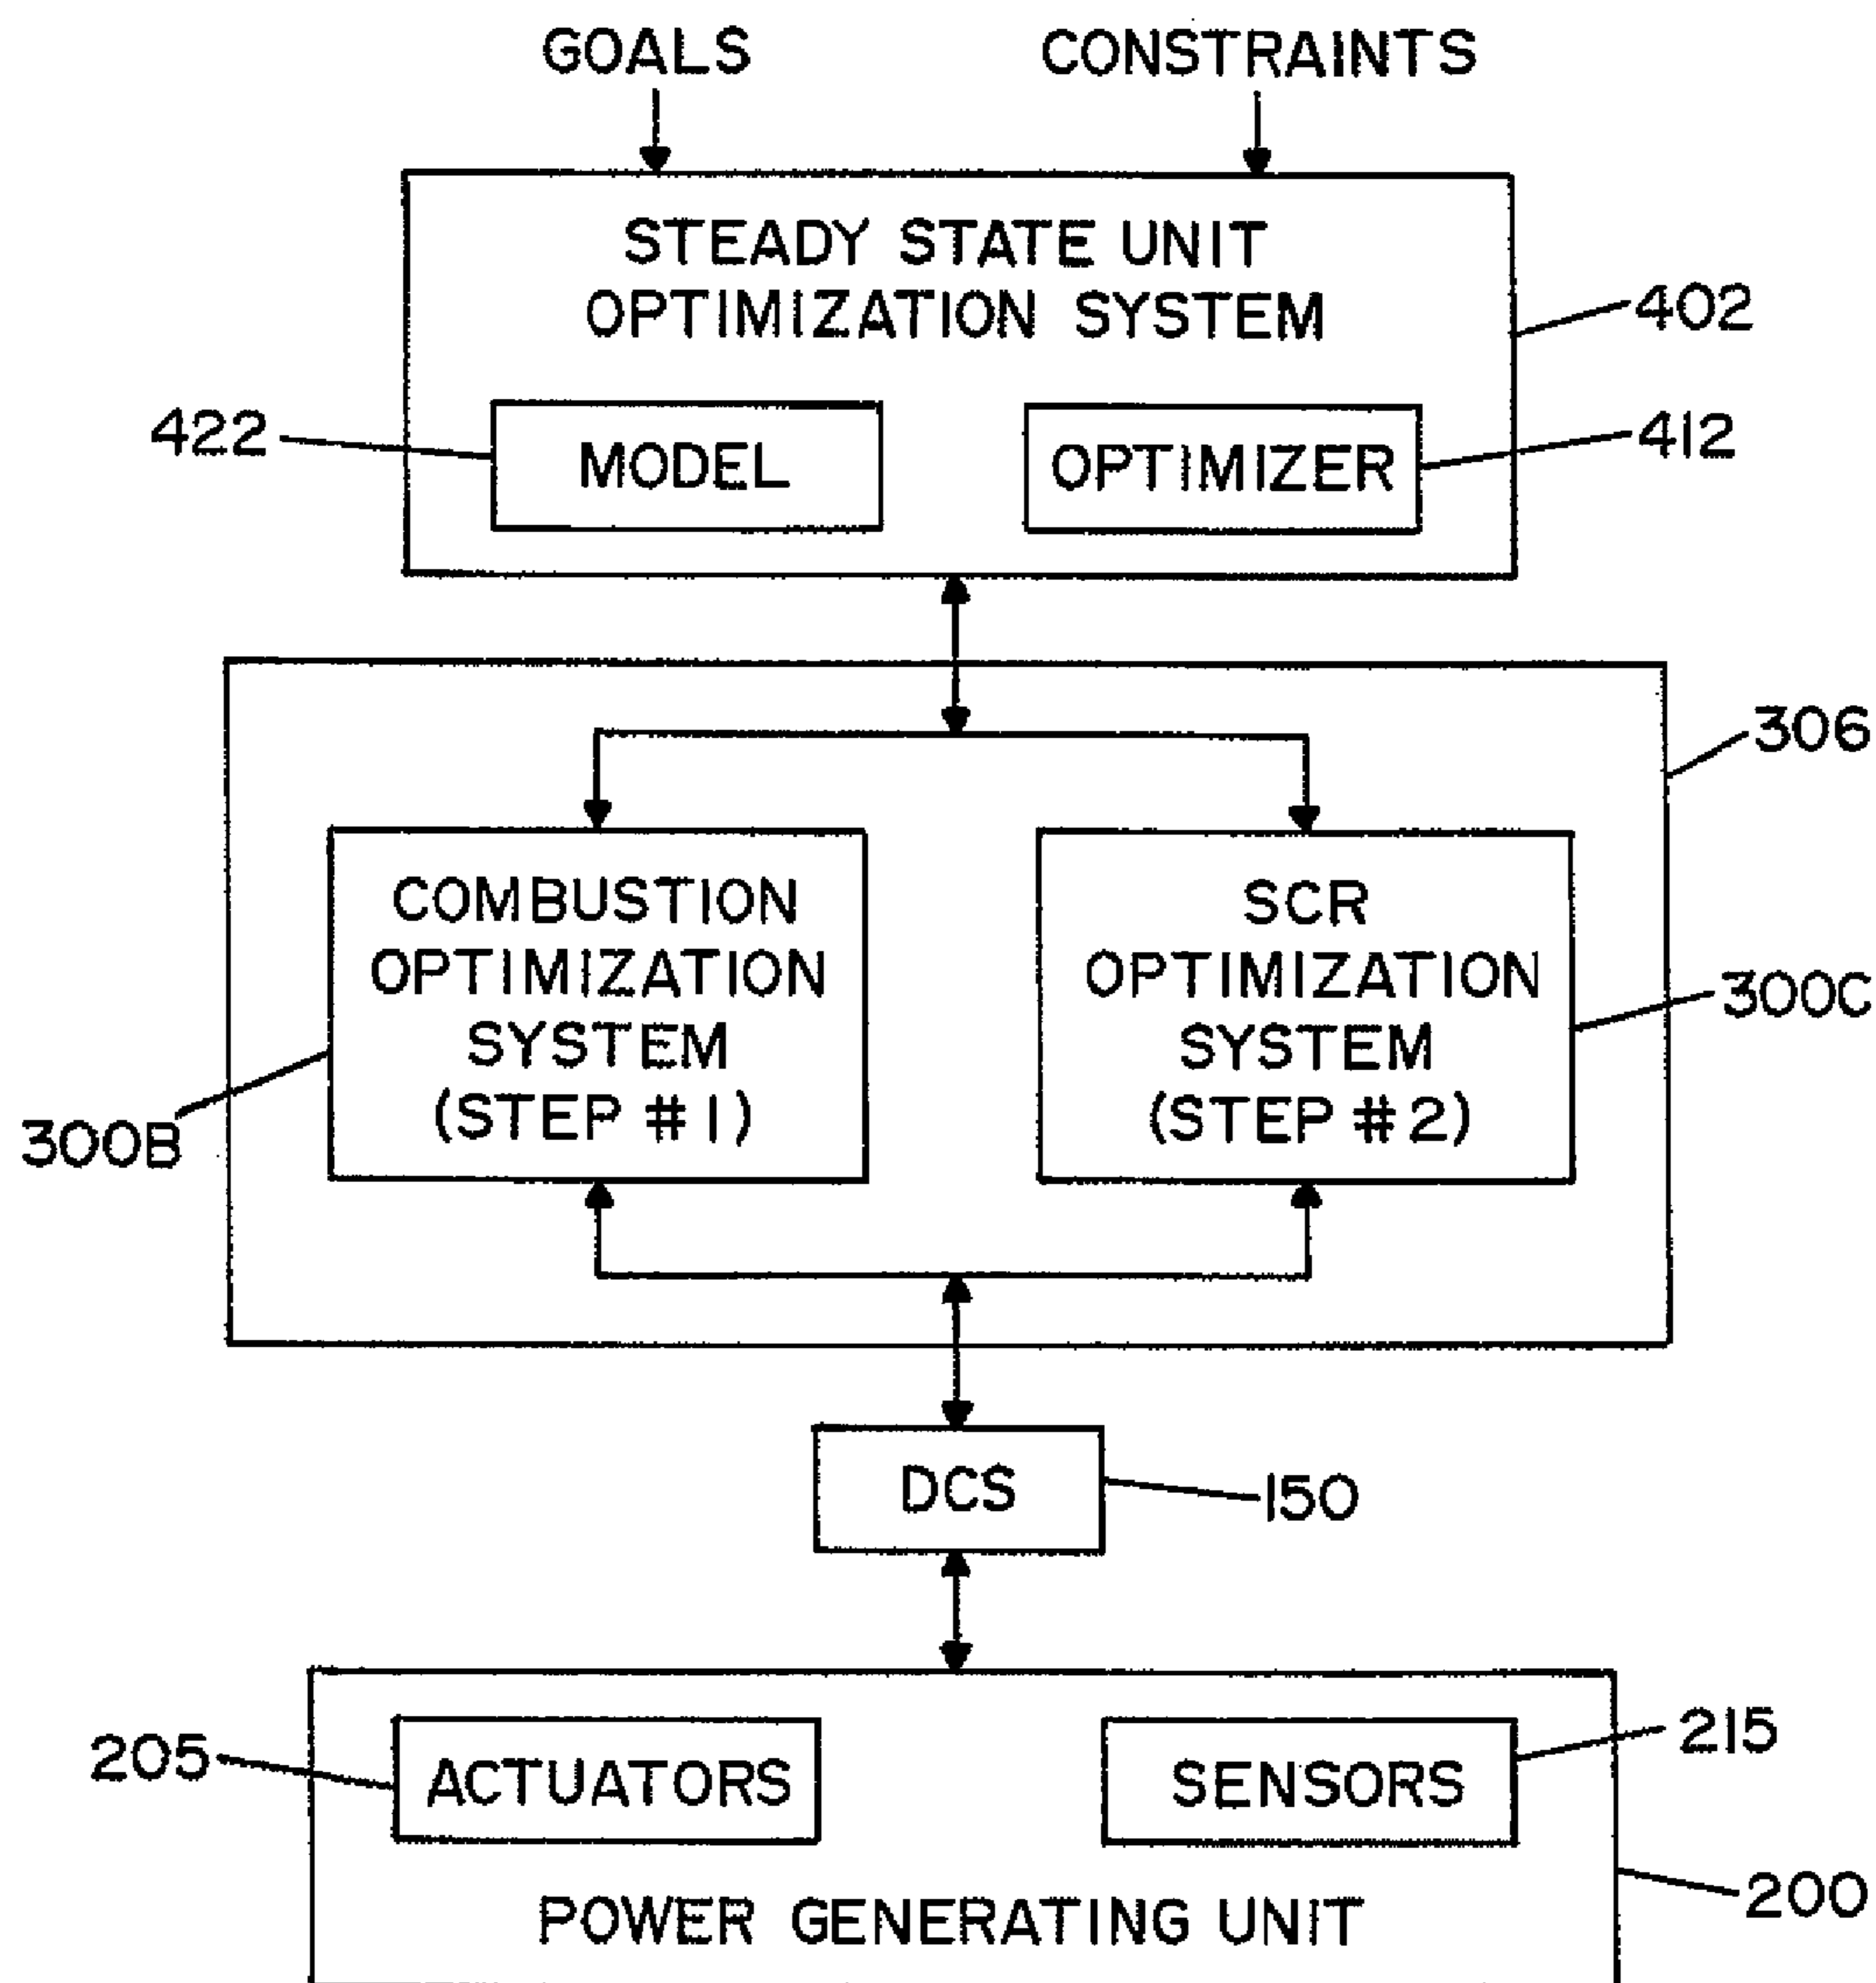 GOALS
CONSTRAINTS
STEADY STATE UNIT
OPTIMIZATION SYSTEM
402
422
MODEL
OPTIMIZER
412
306
COMBUSTION
OPTIMIZATION
SYSTEM
(STEP #1)
300B
SCR
OPTIMIZATION
SYSTEM
(STEP #2)
300C
DCS
150
205
ACTUATORS
SENSORS
215
POWER GENERATING UNIT
200